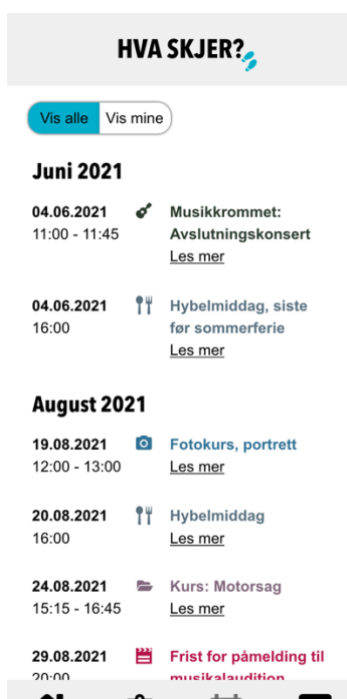 HVA SKJER?
Vis alle Vis mine
Juni 2021
04.06.2021 Musikkrommet:
11:00 - 11:45 Avslutningskonsert
Les mer
04.06.2021 Hybelmiddag, siste
16:00 før sommerferie
Les mer
August 2021
19.08.2021 Fotokurs, portrett
12:00 - 13:00 Les mer
20.08.2021 Hybelmiddag
16:00 Les mer
24.08.2021 Kurs: Motorsag
15:15 - 16:45 Les mer
29.08.2021 Frist for påmelding til
20:00 musikalaudition